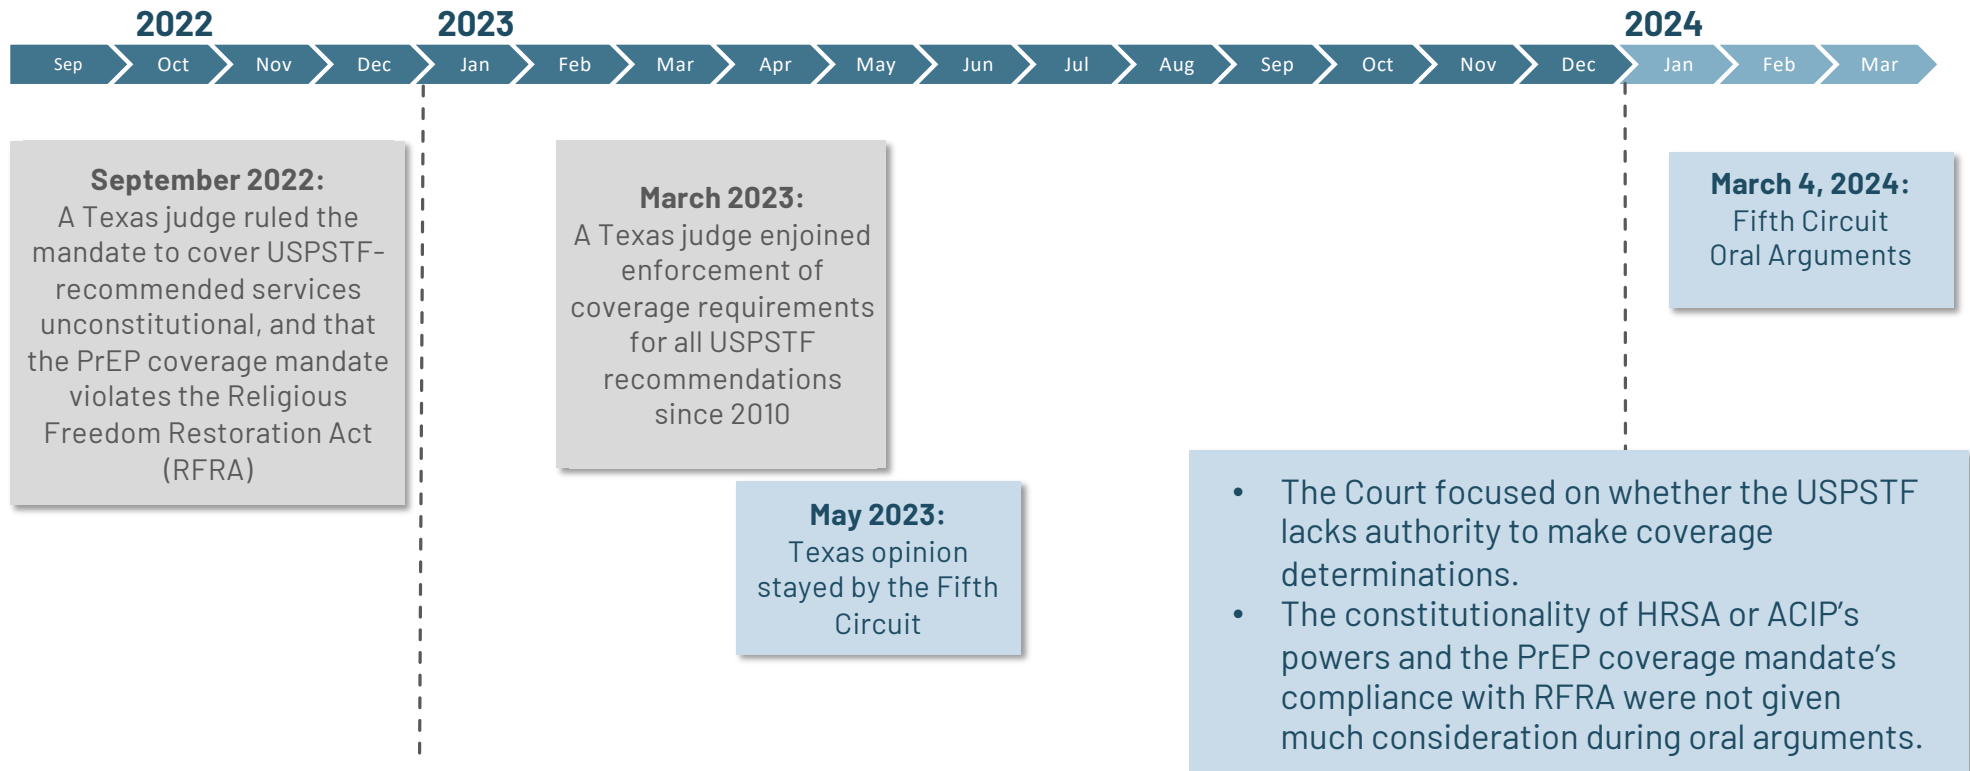 2022
2023
2024
Sep Oct Nov Dec Jan Feb Mar Apr May Jun Jul Aug Sep Oct Nov Dec Jan Feb Mar
September 2022:
A Texas judge ruled the
mandate to cover USPSTF-
recommended services
unconstitutional, and that
the PrEP coverage mandate
violates the Religious
Freedom Restoration Act
(RFRA)
March 2023:
A Texas judge enjoined
enforcement of
coverage requirements
for all USPSTF
recommendations
since 2010
May 2023:
Texas opinion
stayed by the Fifth
Circuit
March 4, 2024:
Fifth Circuit
Oral Arguments
• The Court focused on whether the USPSTF
lacks authority to make coverage
determinations.
• The constitutionality of HRSA or ACIP's
powers and the PrEP coverage mandate's
compliance with RFRA were not given
much consideration during oral arguments.